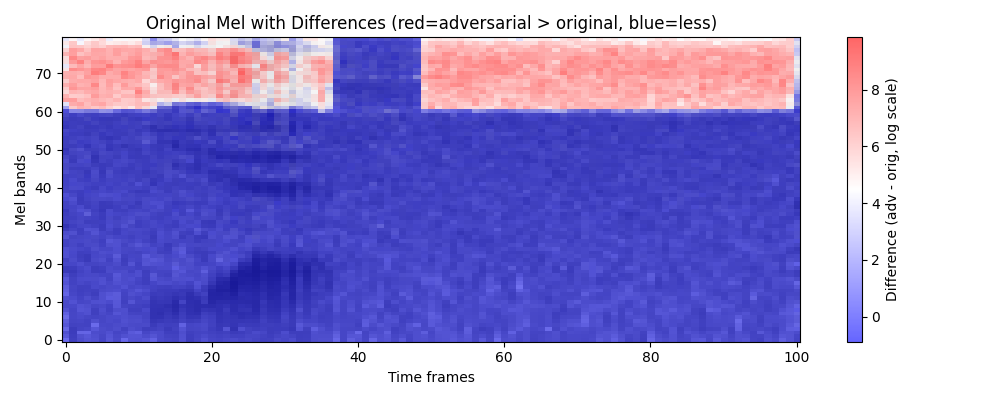 Original Mel with Differences (red=adversarial > original, blue=less)
Mel bands
70
60
50
40
30
20
10
0
0 20 40 60 80 100
Time frames
8
6
4
2
0
Difference (adv - orig, log scale)